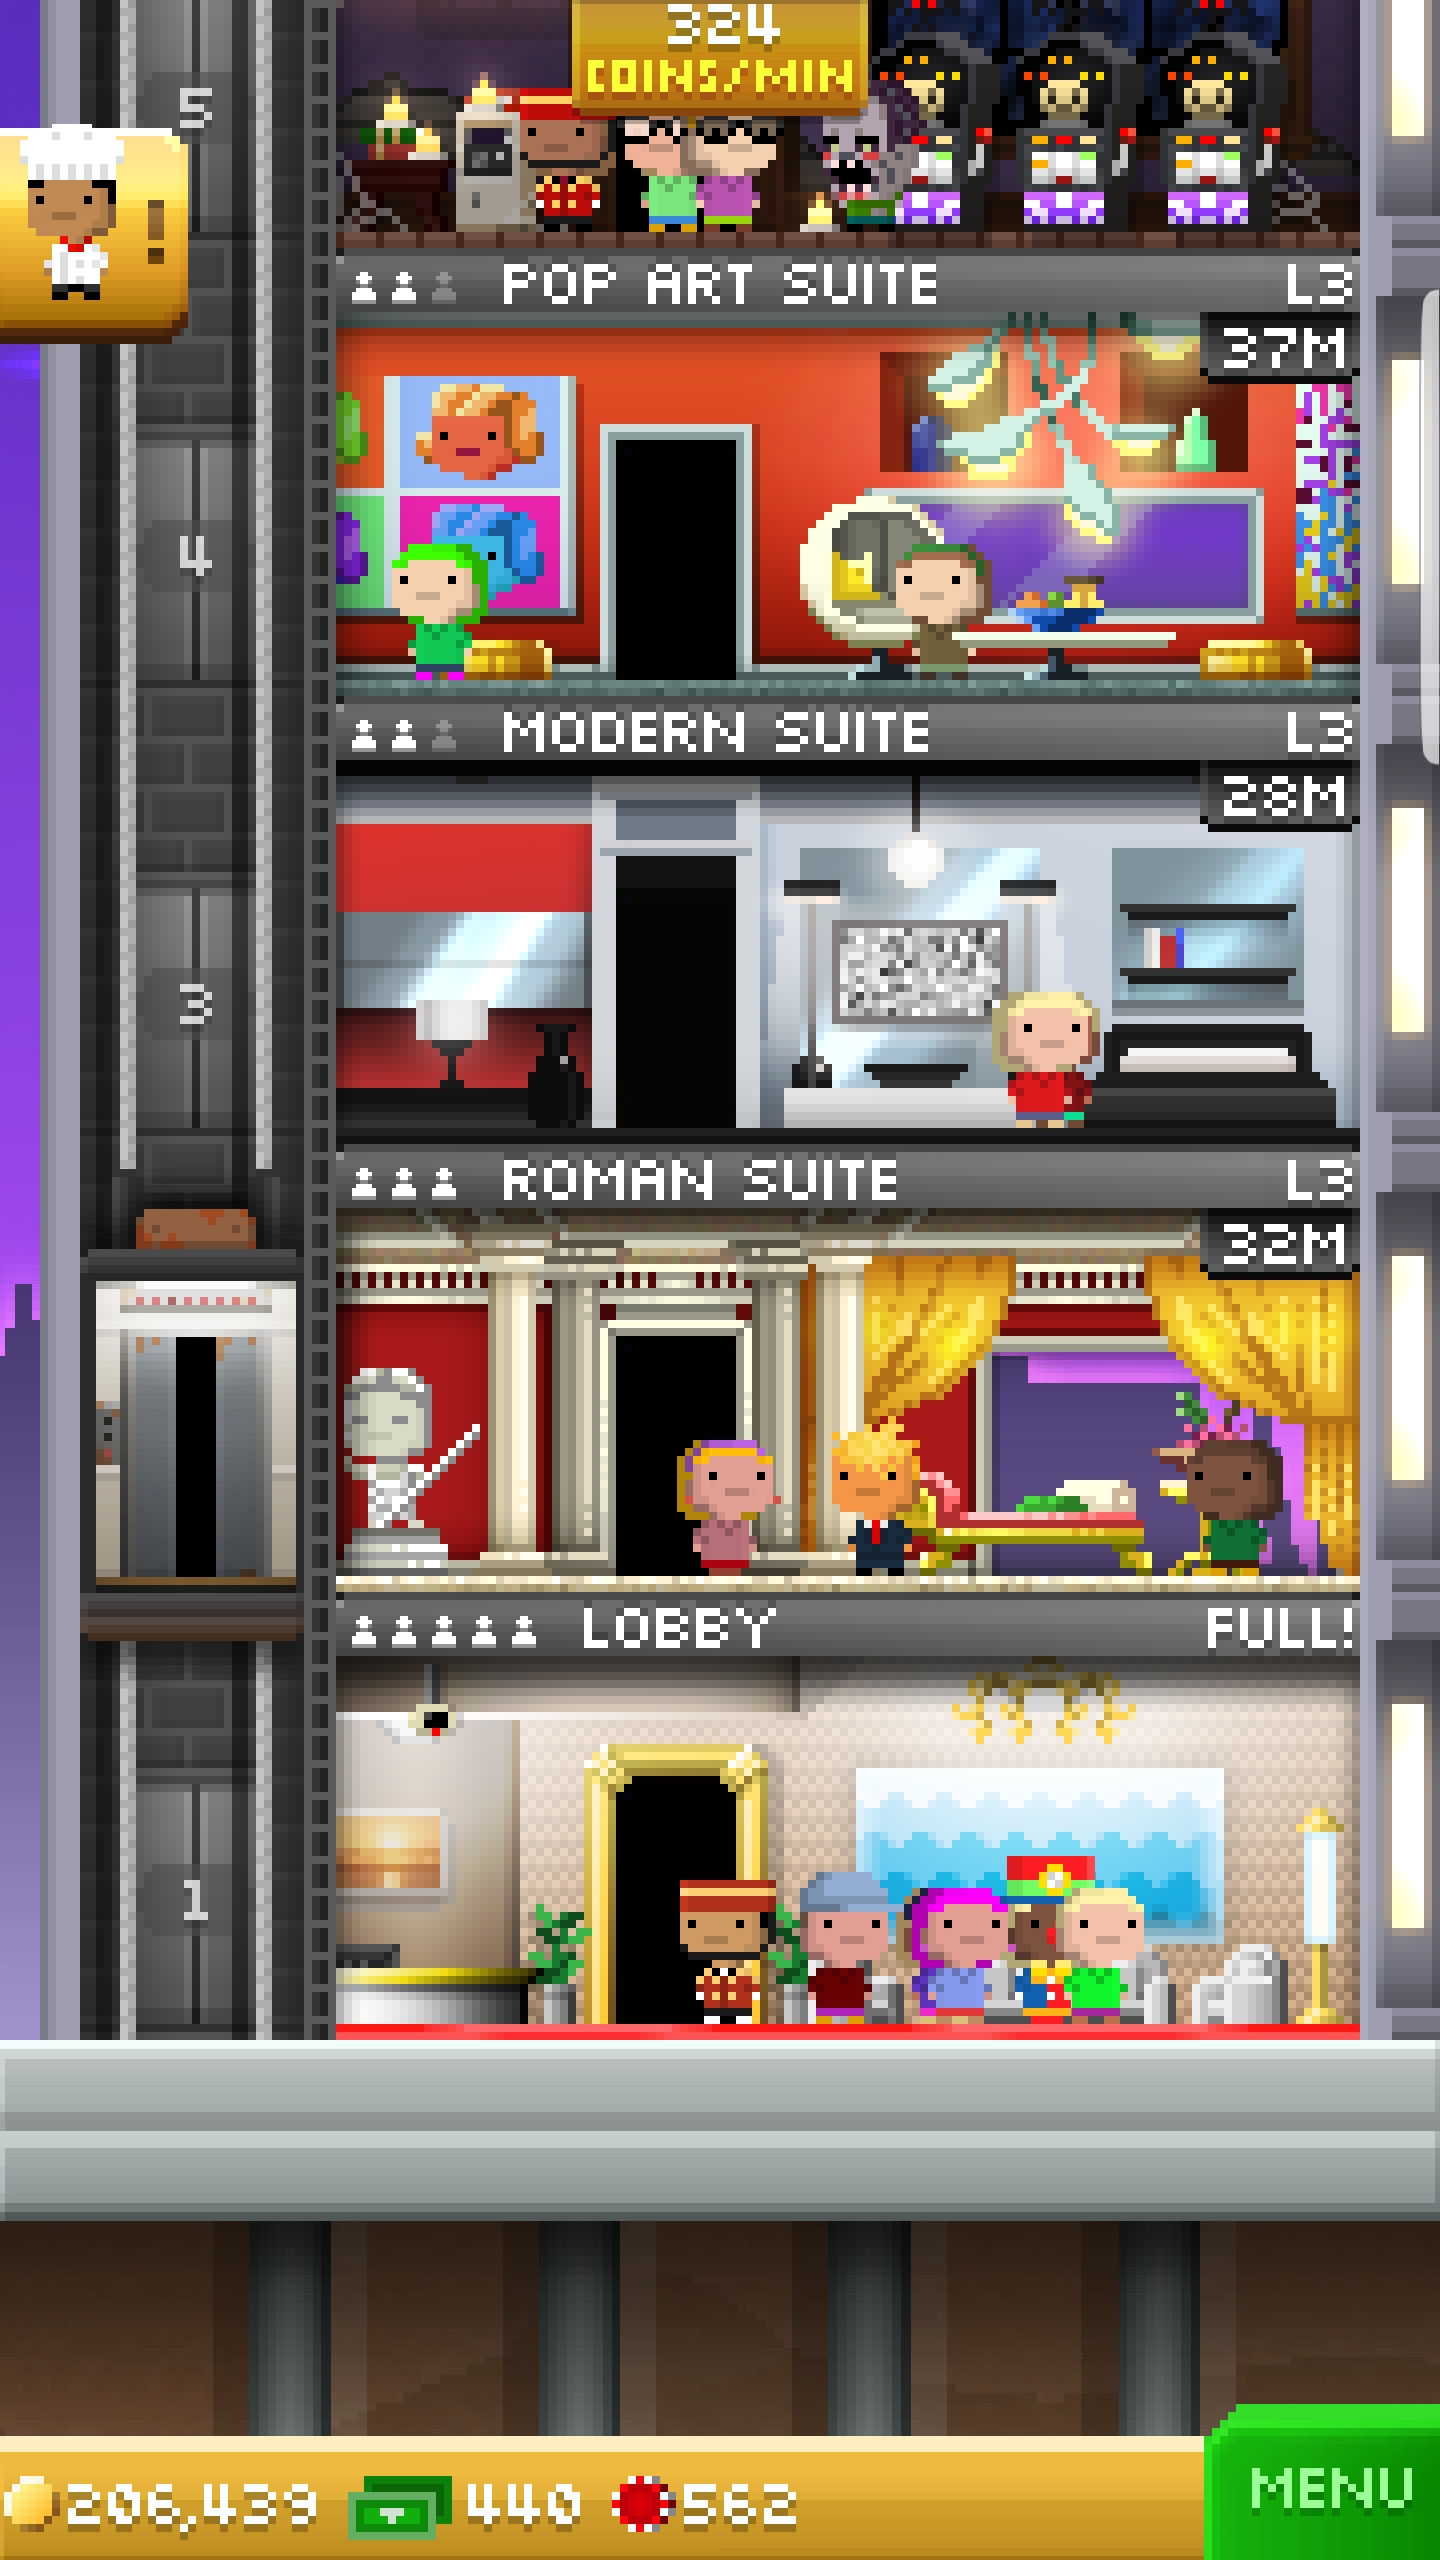 324
COINS/MIN
5
!
POP ART SUITE L3
37M
4
MODERN SUITE L3
28M
3
ROMAN SUITE L3
32M
LOBBY FULL!
1
206,439 440 562
MENU